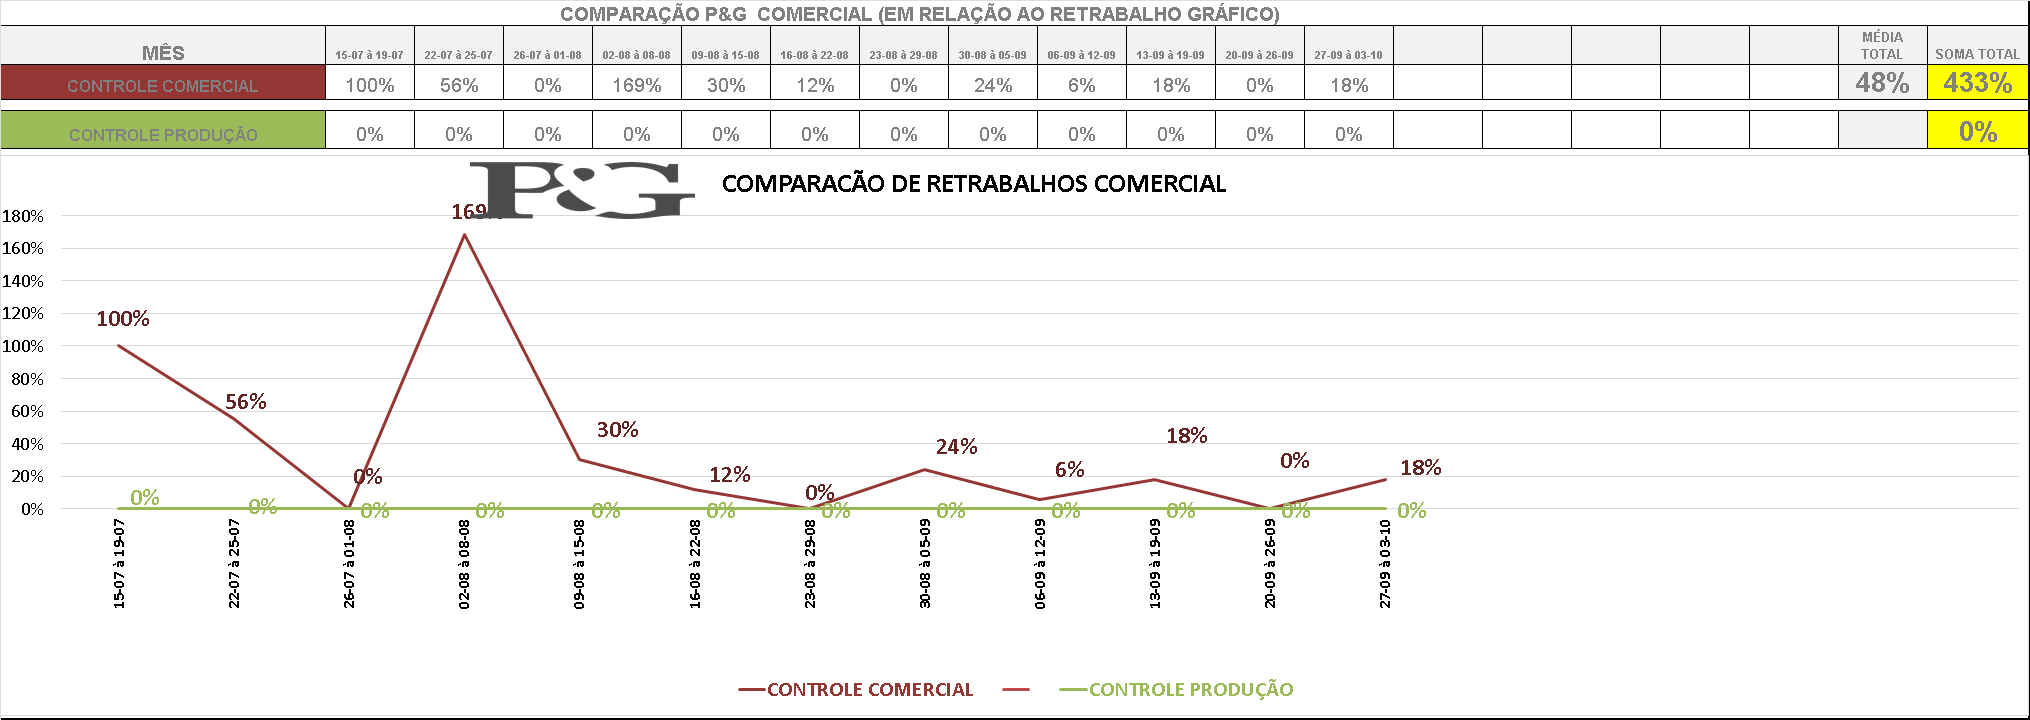 COMPARAÇÃO P&G COMERCIAL (EM RELAÇÃO AO RETRABALHO GRÁFICO)
MÊS 15-07 à 19-07 22-07 à 25-07 26-07 à 01-08 02-08 à 08-08 09-08 à 15-08 16-08 à 22-08 23-08 à 29-08 30-08 à 05-09 06-09 à 12-09 13-09 à 19-09 20-09 à 26-09 27-09 à 03-10 MÉDIA TOTAL SOMA TOTAL
CONTROLE COMERCIAL 100% 56% 0% 169% 30% 12% 0% 24% 6% 18% 0% 18% 48% 433%
CONTROLE PRODUÇÃO 0% 0% 0% 0% 0% 0% 0% 0% 0% 0% 0% 0% 0%
P&G COMPARACÃO DE RETRABALHOS COMERCIAL
180%
160%
140%
120%
100%
80%
60%
40%
20%
0%
100% 56% 0% 169% 30% 12% 0% 24% 6% 18% 0% 18%
0% 0% 0% 0% 0% 0% 0% 0% 0% 0% 0% 0%
15-07 à 19-07
22-07 à 25-07
26-07 à 01-08
02-08 à 08-08
09-08 à 15-08
16-08 à 22-08
23-08 à 29-08
30-08 à 05-09
06-09 à 12-09
13-09 à 19-09
20-09 à 26-09
27-09 à 03-10
CONTROLE COMERCIAL CONTROLE PRODUÇÃO